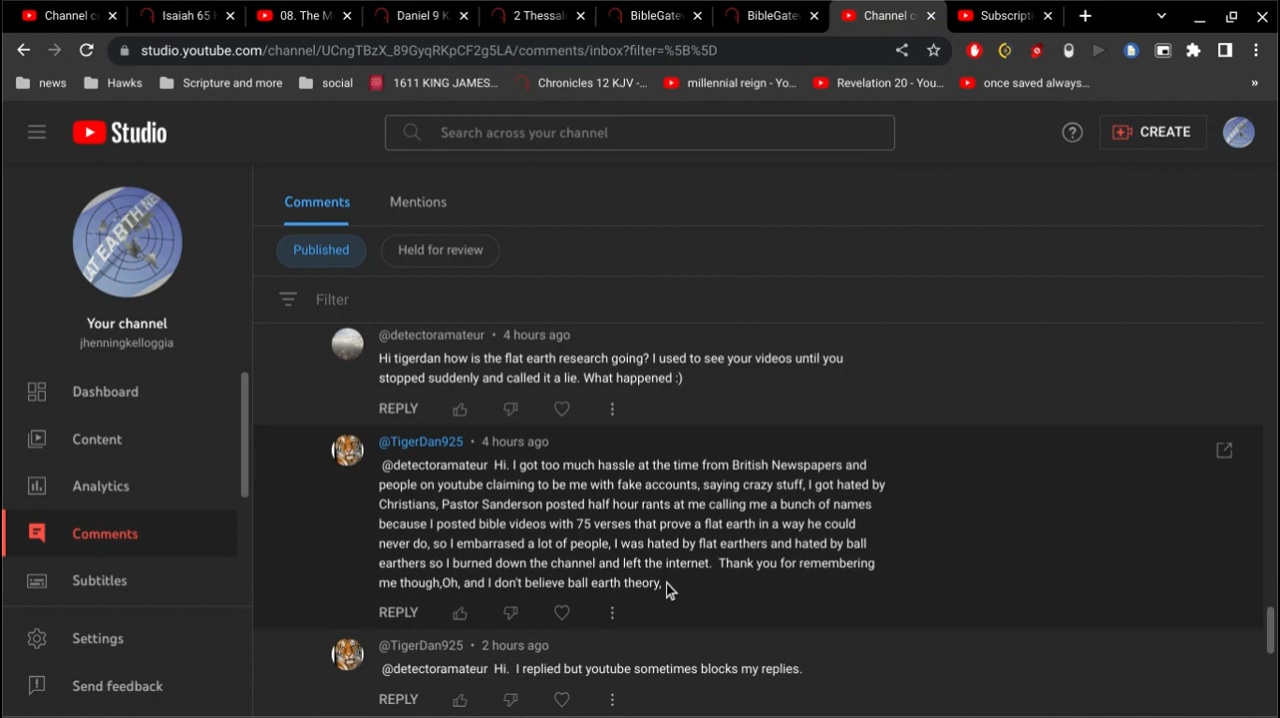 Channel c
Isaiah 65
08. The M
Daniel 9 K
2 Thessal
BibleGate
BibleGate
Channel c
Subscripti
studio.youtube.com/channel/UCngTBzX_89GyqRKpCF2g5LA/comments/inbox?filter=%5B%5D
news
Hawks
Scripture and more
social
1611 KING JAMES...
Chronicles 12 KJV -...
millennial reign - Yo...
Revelation 20 - You...
once saved always...
»
Studio
Search across your channel
CREATE
Comments
Mentions
Published
Held for review
Filter
Your channel
jhenningkelloggia
Dashboard
Content
Analytics
Comments
Subtitles
Settings
Send feedback
@detectoramateur • 4 hours ago
Hi tigerdan how is the flat earth research going? I used to see your videos until you
stopped suddenly and called it a lie. What happened :)
REPLY
@TigerDan925 • 4 hours ago
@detectoramateur Hi. I got too much hassle at the time from British Newspapers and
people on youtube claiming to be me with fake accounts, saying crazy stuff, I got hated by
Christians, Pastor Sanderson posted half hour rants at me calling me a bunch of names
because I posted bible videos with 75 verses that prove a flat earth in a way he could
never do, so I embarrased a lot of people, I was hated by flat earthers and hated by ball
earthers so I burned down the channel and left the internet. Thank you for remembering
me though,Oh, and I don't believe ball earth theory,
REPLY
@TigerDan925 • 2 hours ago
@detectoramateur Hi. I replied but youtube sometimes blocks my replies.
REPLY